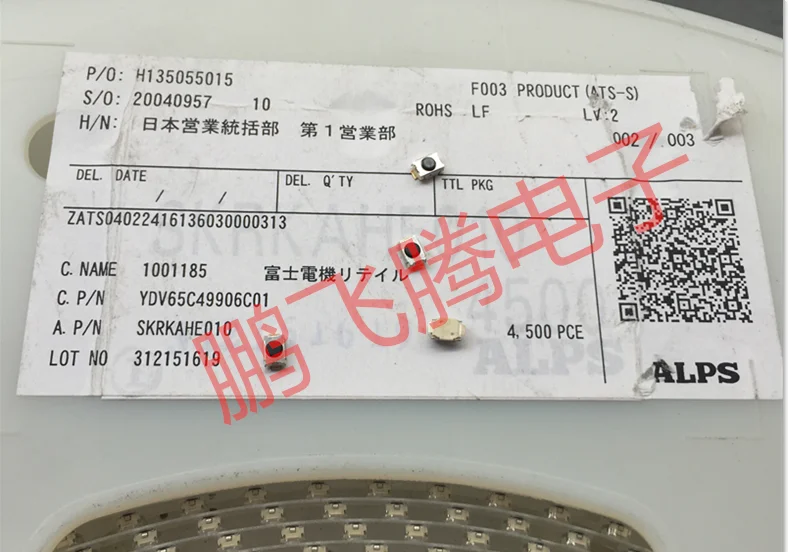 P/O: H135055015
F003 PRODUCT (ATS-S)
S/O: 20040957 10
ROHS LF LV:2
H/N: 日本営業統括部 第1営業部
002 / 003
DEL. DATE
/ /
DEL. Q'TY
TTL PKG
ZATS04022416136030000313
SKRKAHE010
C. NAME 1001185 富士電機リテイル
C. P/N YDV65C49906C01
A. P/N SKRKAHE010
4,500 PCE
LOT NO 312151619
ALPS
ALPS
鹏飞腾电子